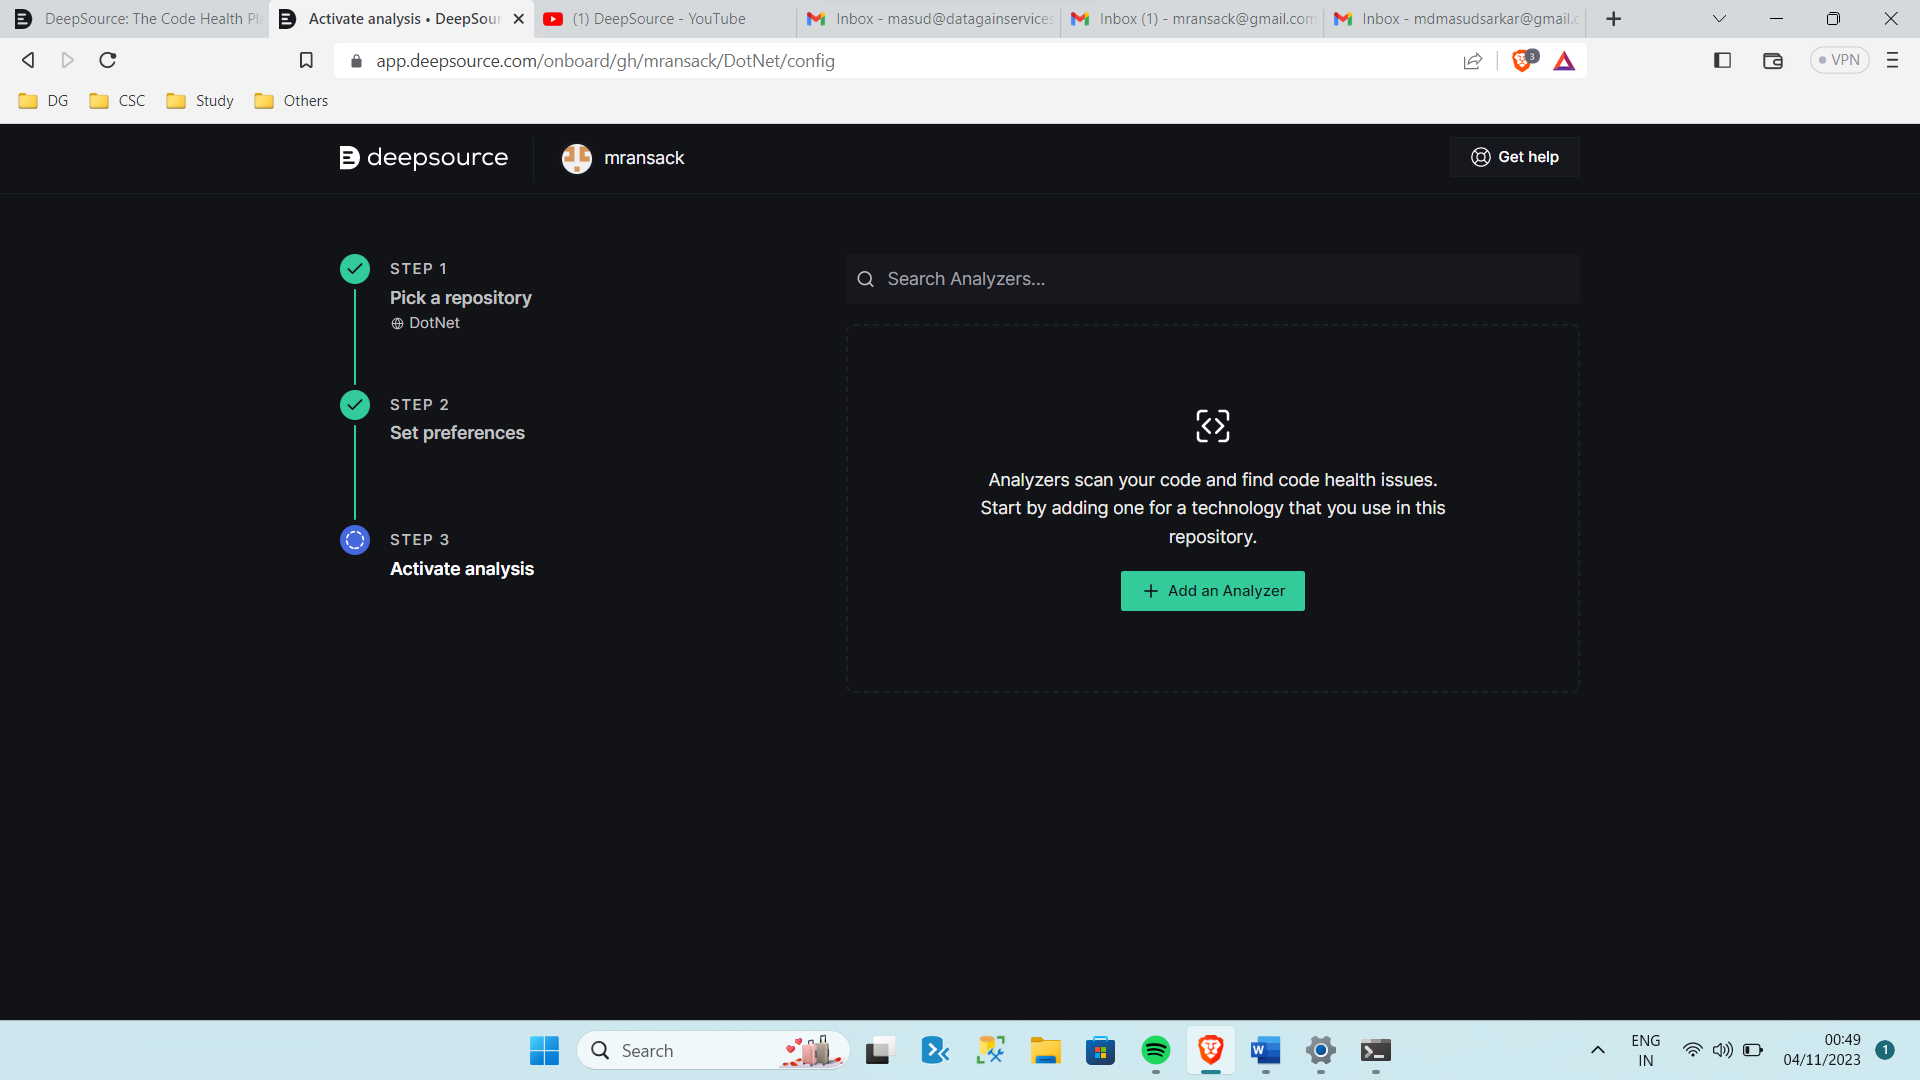 DeepSource: The Code Health Pl
Activate analysis • DeepSour
(1) DeepSource - YouTube
Inbox - masud@datagainservices
Inbox (1) - mransack@gmail.com
Inbox - mdmasudsarkar@gmail.c
app.deepsource.com/onboard/gh/mransack/DotNet/config
3
VPN
DG
CSC
Study
Others
deepsource
mransack
Get help
STEP 1
Pick a repository
DotNet
STEP 2
Set preferences
STEP 3
Activate analysis
Search Analyzers...
Analyzers scan your code and find code health issues.
Start by adding one for a technology that you use in this
repository.
+ Add an Analyzer
Search
ENG
IN
00:49
04/11/2023
1